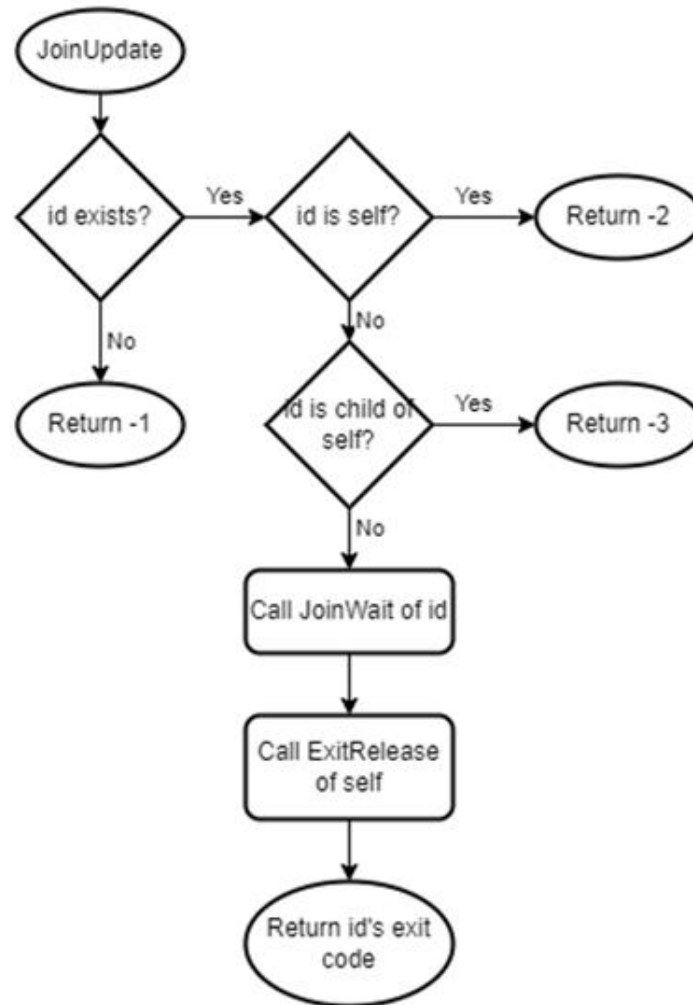 JoinUpdate
id exists?
Yes
id is self?
Yes
Return -2
No
No
Return -1
id is child of
self?
Yes
Return -3
No
Call JoinWait of id
Call ExitRelease
of self
Return id's exit
code